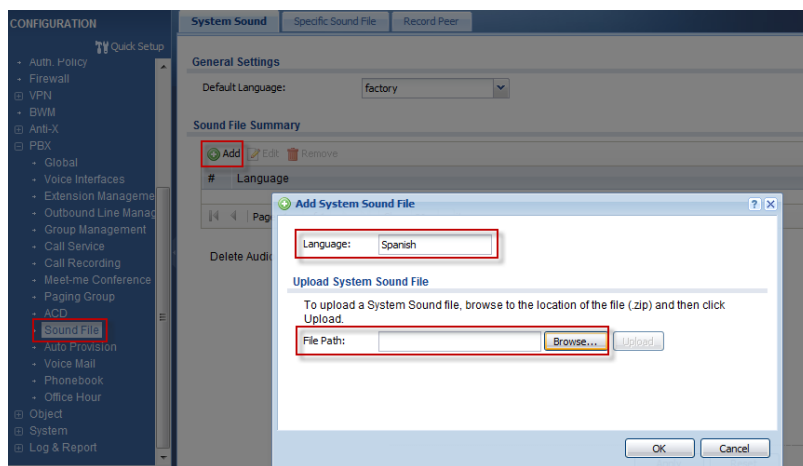 CONFIGURATION
Quick Setup
Auth. Policy
Firewall
VPN
BWM
Anti-X
PBX
Global
Voice Interfaces
Extension Manageme
Outbound Line Manag
Group Management
Call Service
Call Recording
Meet-me Conference
Paging Group
ACD
Sound File
Auto Provision
Voice Mail
Phonebook
Office Hour
Object
System
Log & Report
System Sound Specific Sound File Record Peer
General Settings
Default Language: factory
Sound File Summary
Add Edit Remove
# Language
Page
Delete Audio
Add System Sound File
Language: Spanish
Upload System Sound File
To upload a System Sound file, browse to the location of the file (.zip) and then click
Upload.
File Path: Browse... Upload...
OK Cancel